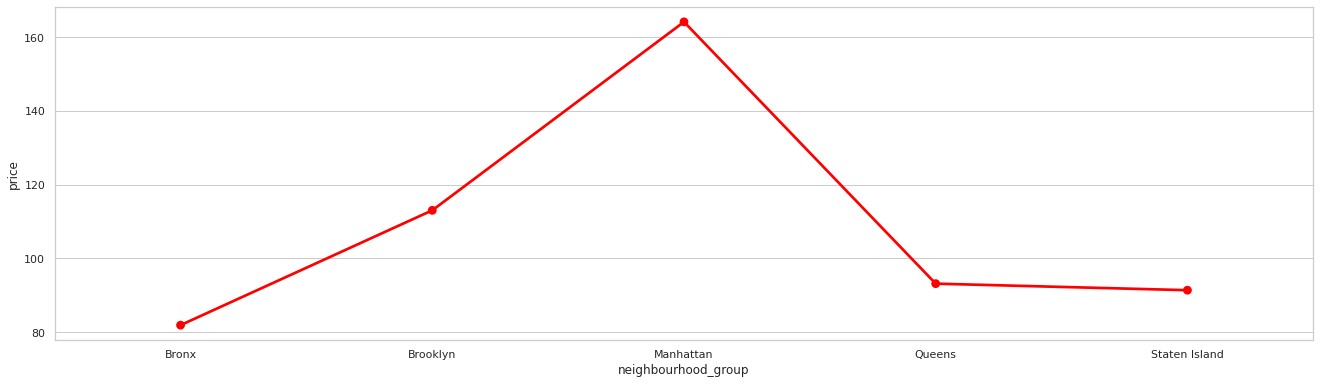 160
140
120
100
80
price
Bronx Brooklyn Manhattan Queens Staten Island
neighbourhood_group